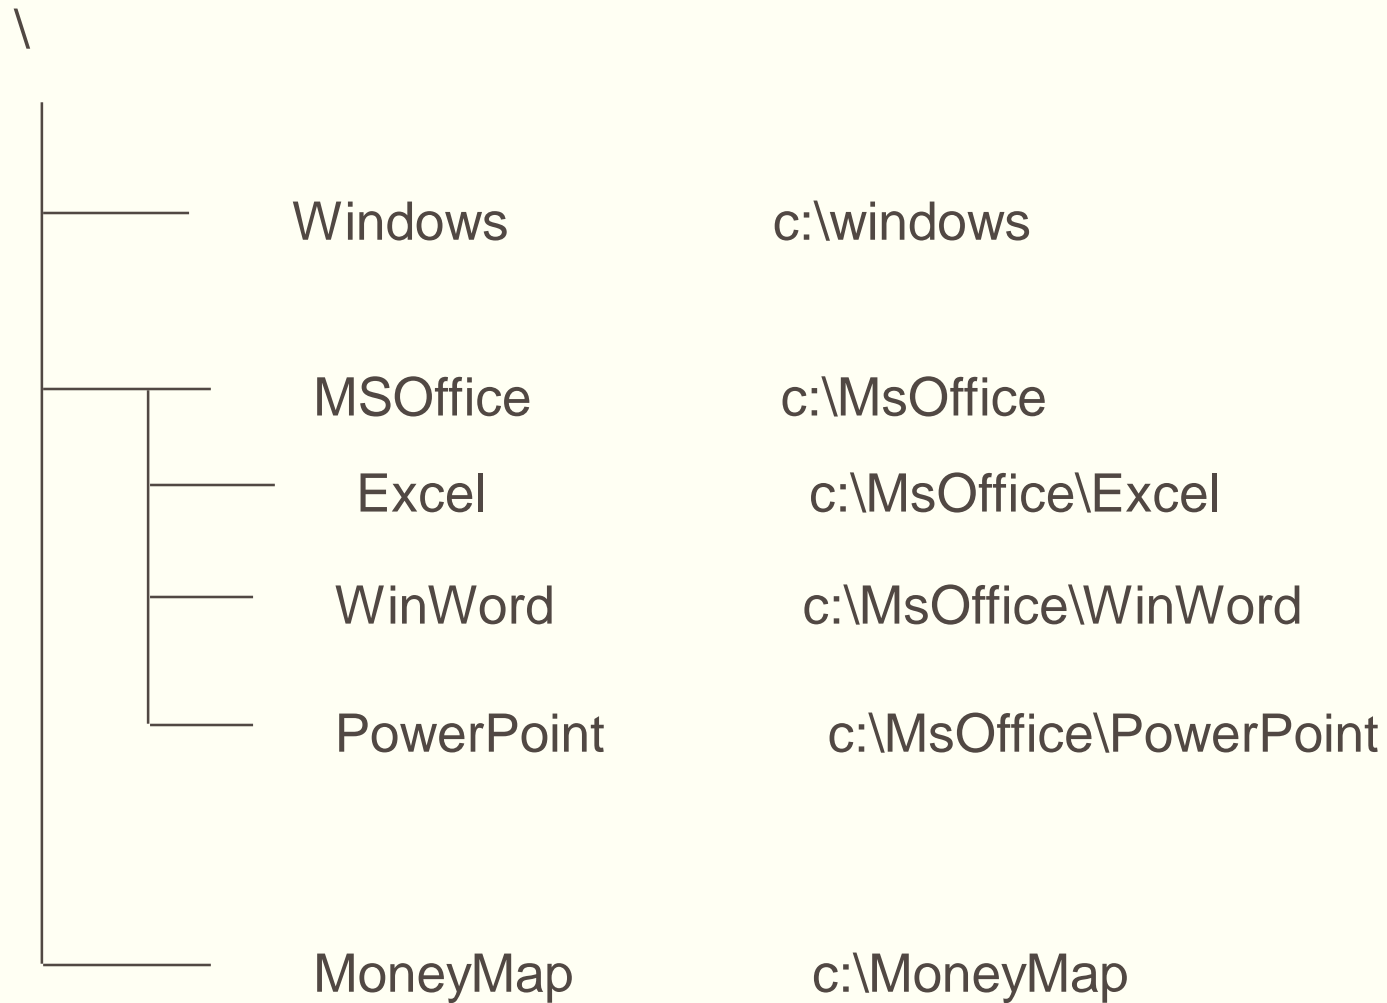 \
Windows c:\windows
MSOffice c:\MsOffice
Excel c:\MsOffice\Excel
WinWord c:\MsOffice\WinWord
PowerPoint c:\MsOffice\PowerPoint
MoneyMap c:\MoneyMap